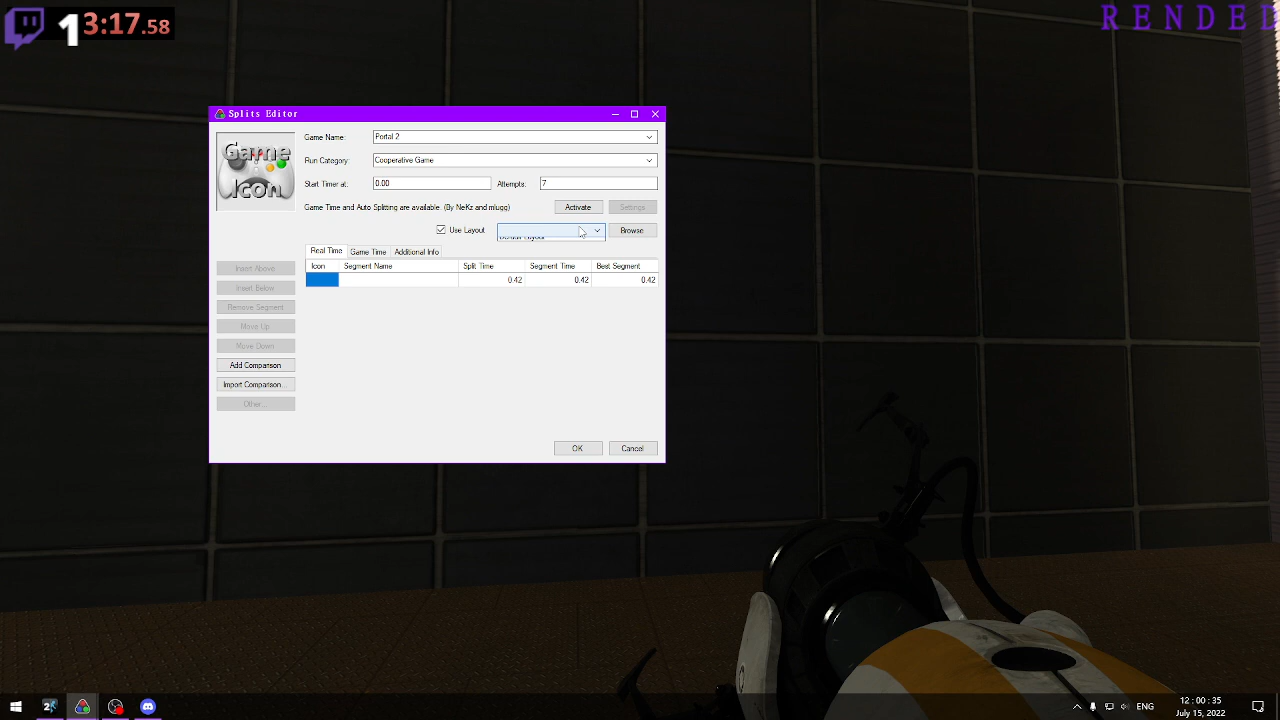 1 3:17.58
RENDED
Splits Editor
Game Icon
Game Name: Portal 2
Run Category: Cooperative Game
Start Timer at: 0.00 Attempts: 7
Game Time and Auto Splitting are available. (By NeKz and mlugg) Activate Settings
Use Layout Default Layout Browse
Real Time Game Time Additional Info
Icon Segment Name Split Time Segment Time Best Segment
0.42 0.42 0.42
Insert Above
Insert Below
Remove Segment
Move Up
Move Down
Add Comparison
Import Comparison...
Other...
OK Cancel
ENG
12:00:35
July 15, 2022